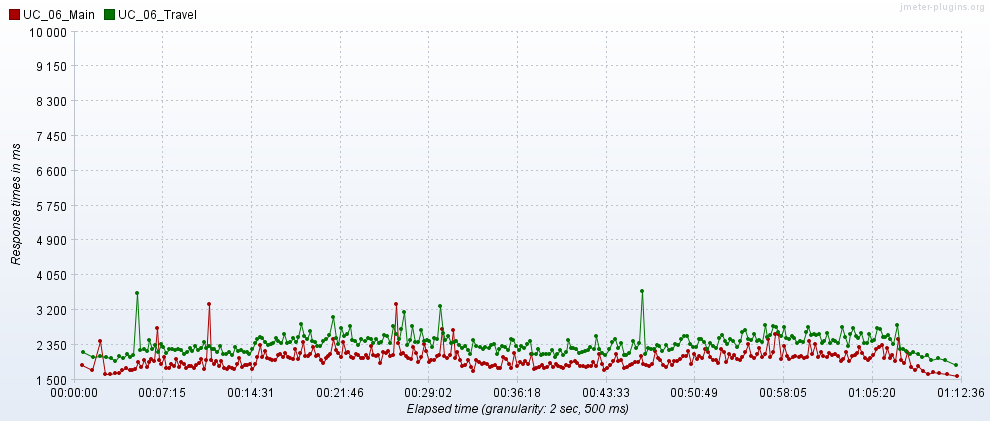 UC_06_Main UC_06_Travel
jmeter-plugins.org
10 000
9 150
8 300
7 450
6 600
5 750
4 900
4 050
3 200
2 350
1 500
Response times in ms
00:00:00 00:07:15 00:14:31 00:21:46 00:29:02 00:36:18 00:43:33 00:50:49 00:58:05 01:05:20 01:12:36
Elapsed time (granularity: 2 sec, 500 ms)